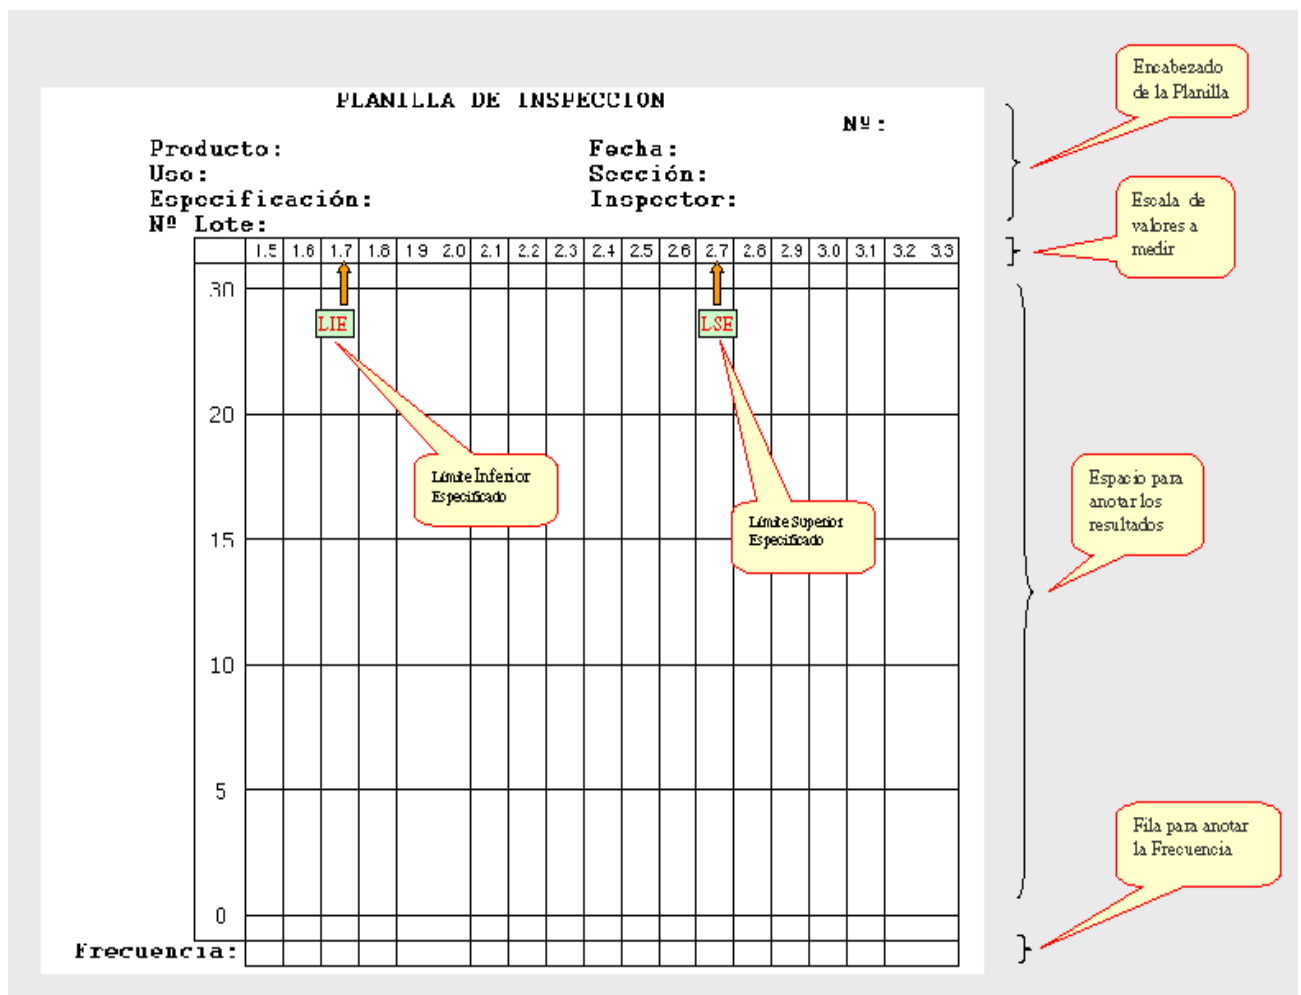 PLANILLA DE INSPECCION
Nº:
Producto:
Fecha:
Uso:
Sección:
Especificación:
Inspector:
Nº Lote:
1.5 1.6 1.7 1.8 1.9 2.0 2.1 2.2 2.3 2.4 2.5 2.6 2.7 2.8 2.9 3.0 3.1 3.2 3.3
30
LIE
LSE
20
Límite Inferior
Especificado
Límite Superior
Especificado
15
10
5
0
Frecuencia:
Encabezado
de la Planilla
Escala de
valores a
medir
Espacio para
anotar los
resultados
Fila para anotar
la Frecuencia